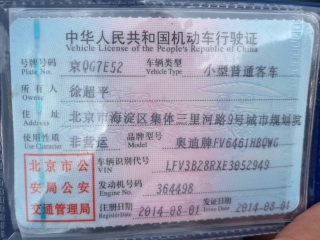 中华人民共和国机动车行驶证
Vehicle License of the People's Republic of China
号牌号码 京QG7E52 车辆类型 小型普通客车
Plate No. Vehicle Type
所有人 徐超平
Owner
住址 北京市海淀区集体三里河路9号城市规划奖
Address
使用性质 非营运 品牌型号 奥迪牌FV6461HBQWG
Use Character Model
北京市公安局公安交通管理局
车辆识别代号 LFV3B28RXE3052949
VIN
发动机号码 364498
Engine No.
注册日期 2014-08-01 发证日期 2014-08-01
Register Date Issue Date